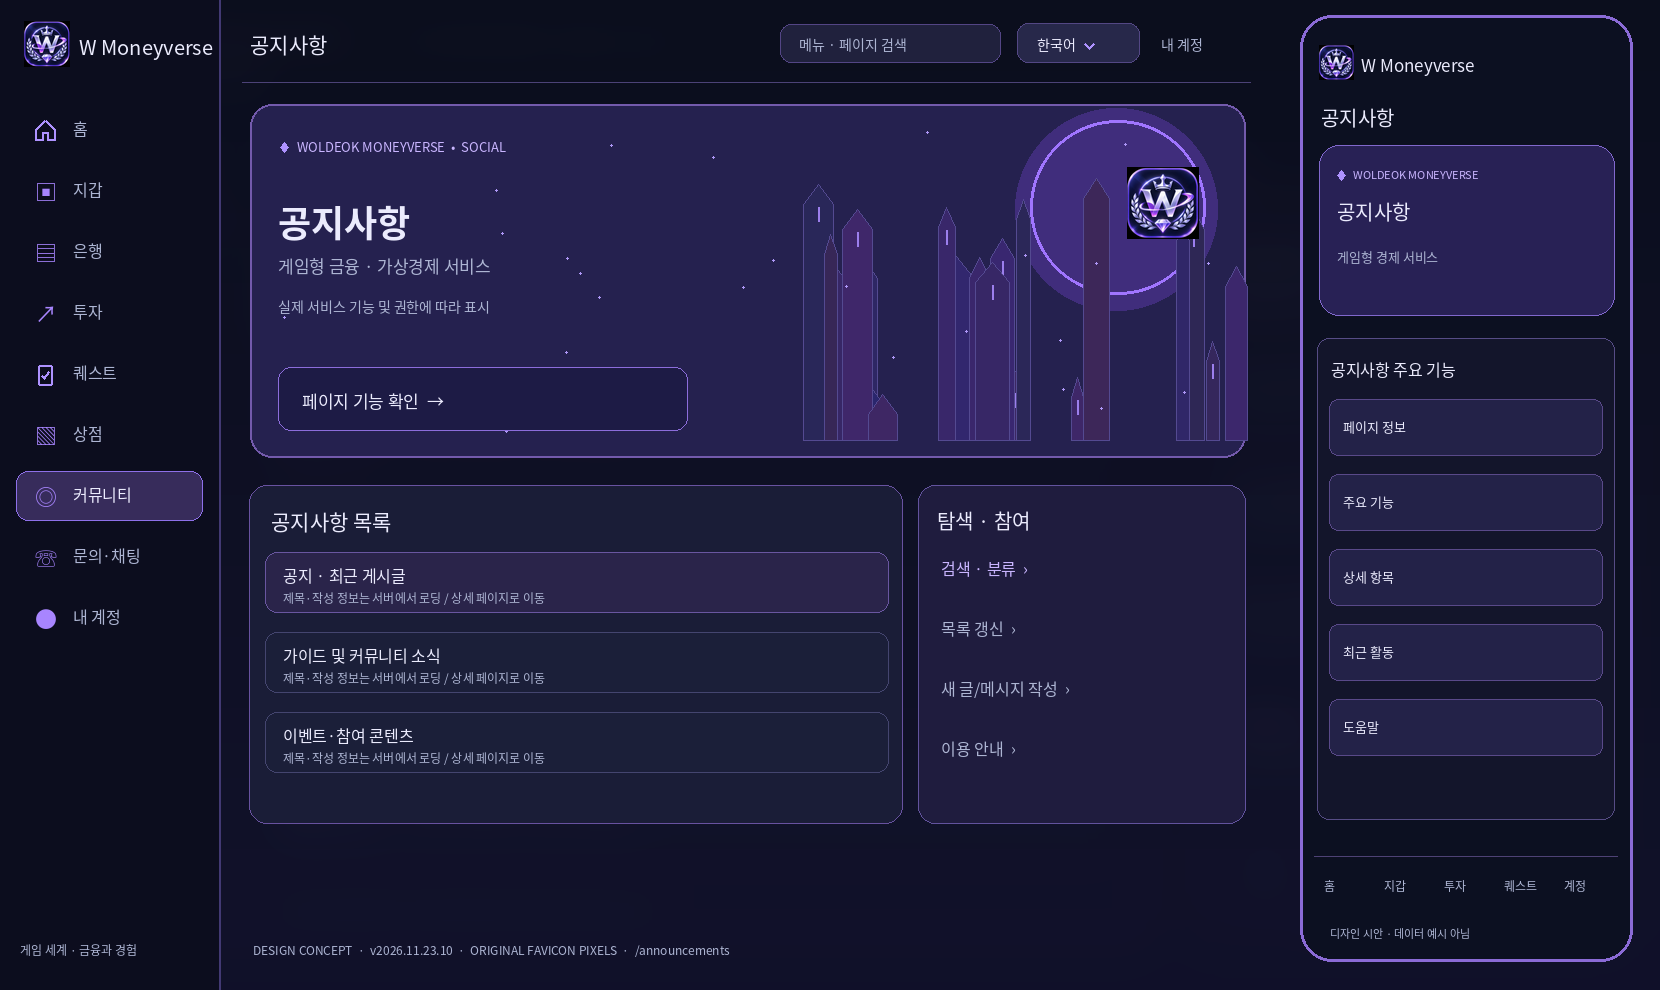 W Moneyverse
홈
지갑
은행
투자
퀘스트
상점
커뮤니티
문의·채팅
내 계정
게임 세계 · 금융과 경험
공지사항
메뉴 · 페이지 검색
한국어
내 계정
WOLDEOK MONEYVERSE • SOCIAL
공지사항
게임형 금융 · 가상경제 서비스
실제 서비스 기능 및 권한에 따라 표시
페이지 기능 확인 →
공지사항 목록
공지 · 최근 게시글
제목·작성 정보는 서버에서 로딩 / 상세 페이지로 이동
가이드 및 커뮤니티 소식
제목·작성 정보는 서버에서 로딩 / 상세 페이지로 이동
이벤트·참여 콘텐츠
제목·작성 정보는 서버에서 로딩 / 상세 페이지로 이동
탐색 · 참여
검색 · 분류 ›
목록 갱신 ›
새 글/메시지 작성 ›
이용 안내 ›
DESIGN CONCEPT · v2026.11.23.10 · ORIGINAL FAVICON PIXELS · /announcements
W Moneyverse
공지사항
WOLDEOK MONEYVERSE
공지사항
게임형 경제 서비스
공지사항 주요 기능
페이지 정보
주요 기능
상세 항목
최근 활동
도움말
홈 지갑 투자 퀘스트 계정
디자인 시안 · 데이터 예시 아님